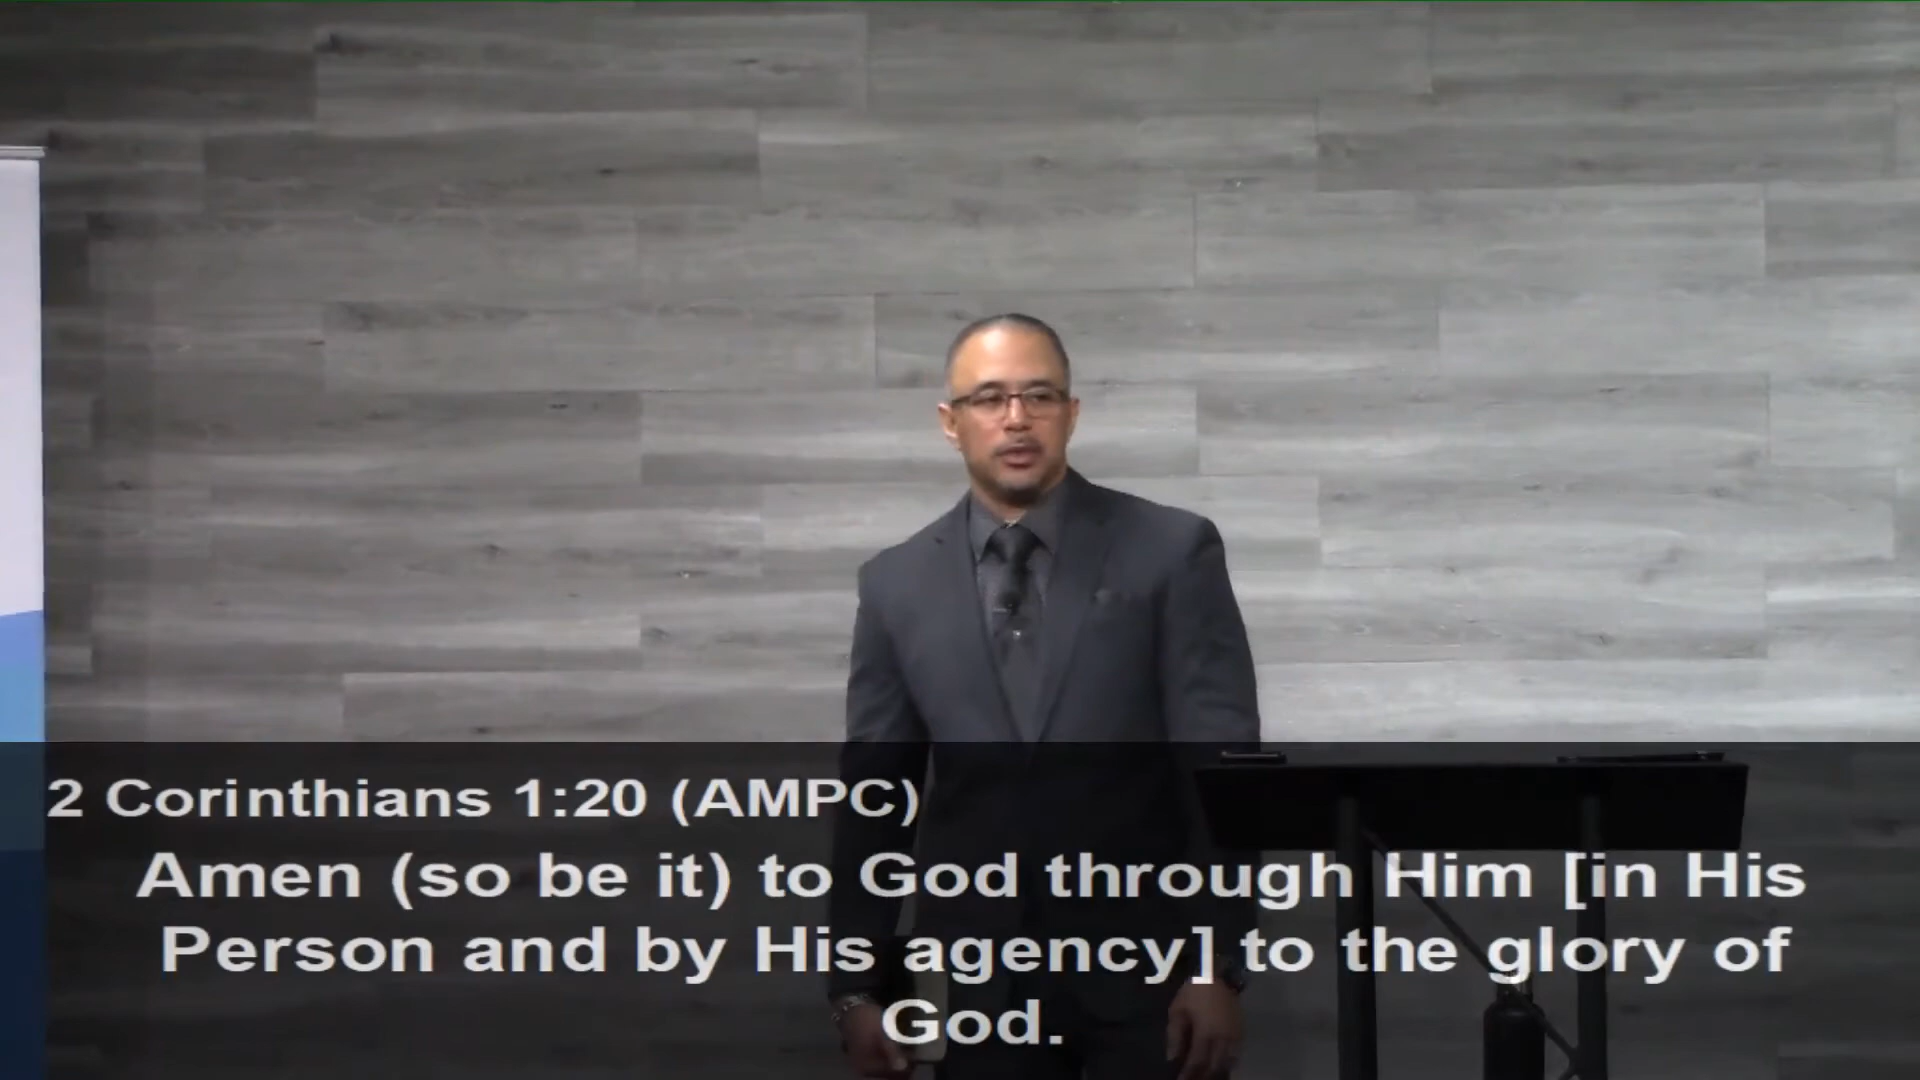 2 Corinthians 1:20 (AMPC)
Amen (so be it) to God through Him [in His
Person and by His agency] to the glory of
God.